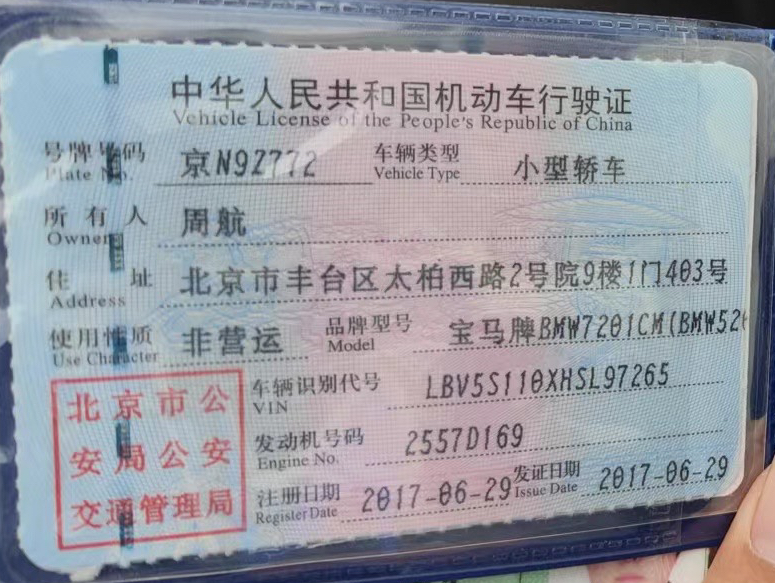 中华人民共和国机动车行驶证
Vehicle License of the People's Republic of China
号牌号码 京N9Z772 车辆类型 小型轿车
Plate No. Vehicle Type
所有人 周航
Owner
住址 北京市丰台区太柏西路2号院9楼1门403号
Address
使用性质 非营运 品牌型号 宝马牌BMW7201CM(BMW520
Use Character Model
车辆识别代号 LBV5S110XHSL97265
VIN
发动机号码 2557D169
Engine No.
注册日期 2017-06-29 发证日期 2017-06-29
Register Date Issue Date
北京市公
安局公安
交通管理局